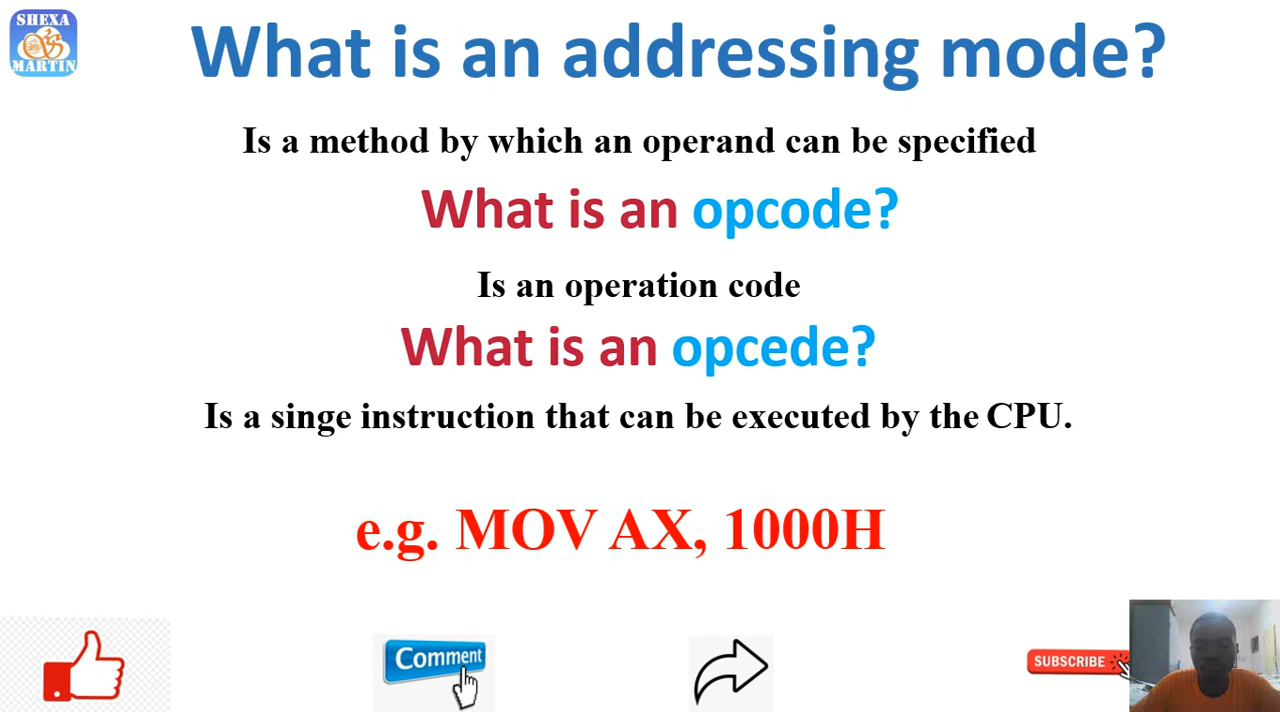 SHEXA
MARTIN
What is an addressing mode?
Is a method by which an operand can be specified
What is an opcode?
Is an operation code
What is an opcede?
Is a singe instruction that can be executed by the CPU.
e.g. MOV AX, 1000H
Comment
SUBSCRIBE